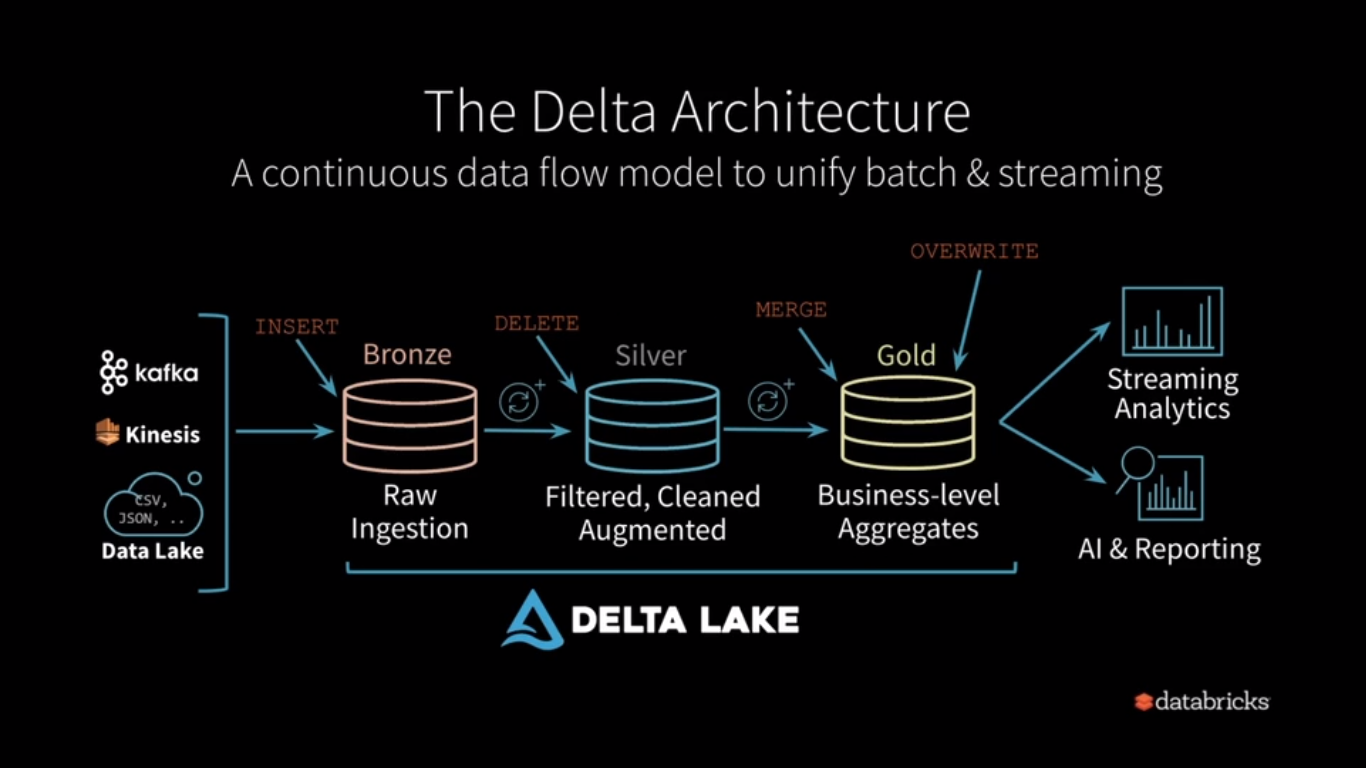 The Delta Architecture
A continuous data flow model to unify batch & streaming
OVERWRITE
MERGE
INSERT
DELETE
Bronze
Silver
Gold
kafka
Kinesis
CSV,
JSON, ..
Data Lake
Raw
Ingestion
Filtered, Cleaned
Augmented
Business-level
Aggregates
Streaming
Analytics
AI & Reporting
DELTA LAKE
databricks